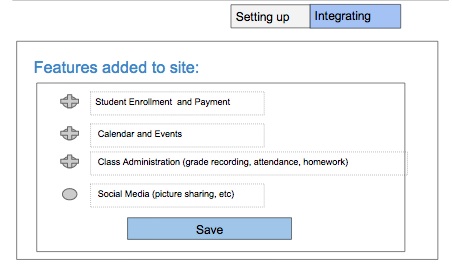 Setting up
Integrating
Features added to site:
Student Enrollment and Payment
Calendar and Events
Class Administration (grade recording, attendance, homework)
Social Media (picture sharing, etc)
Save